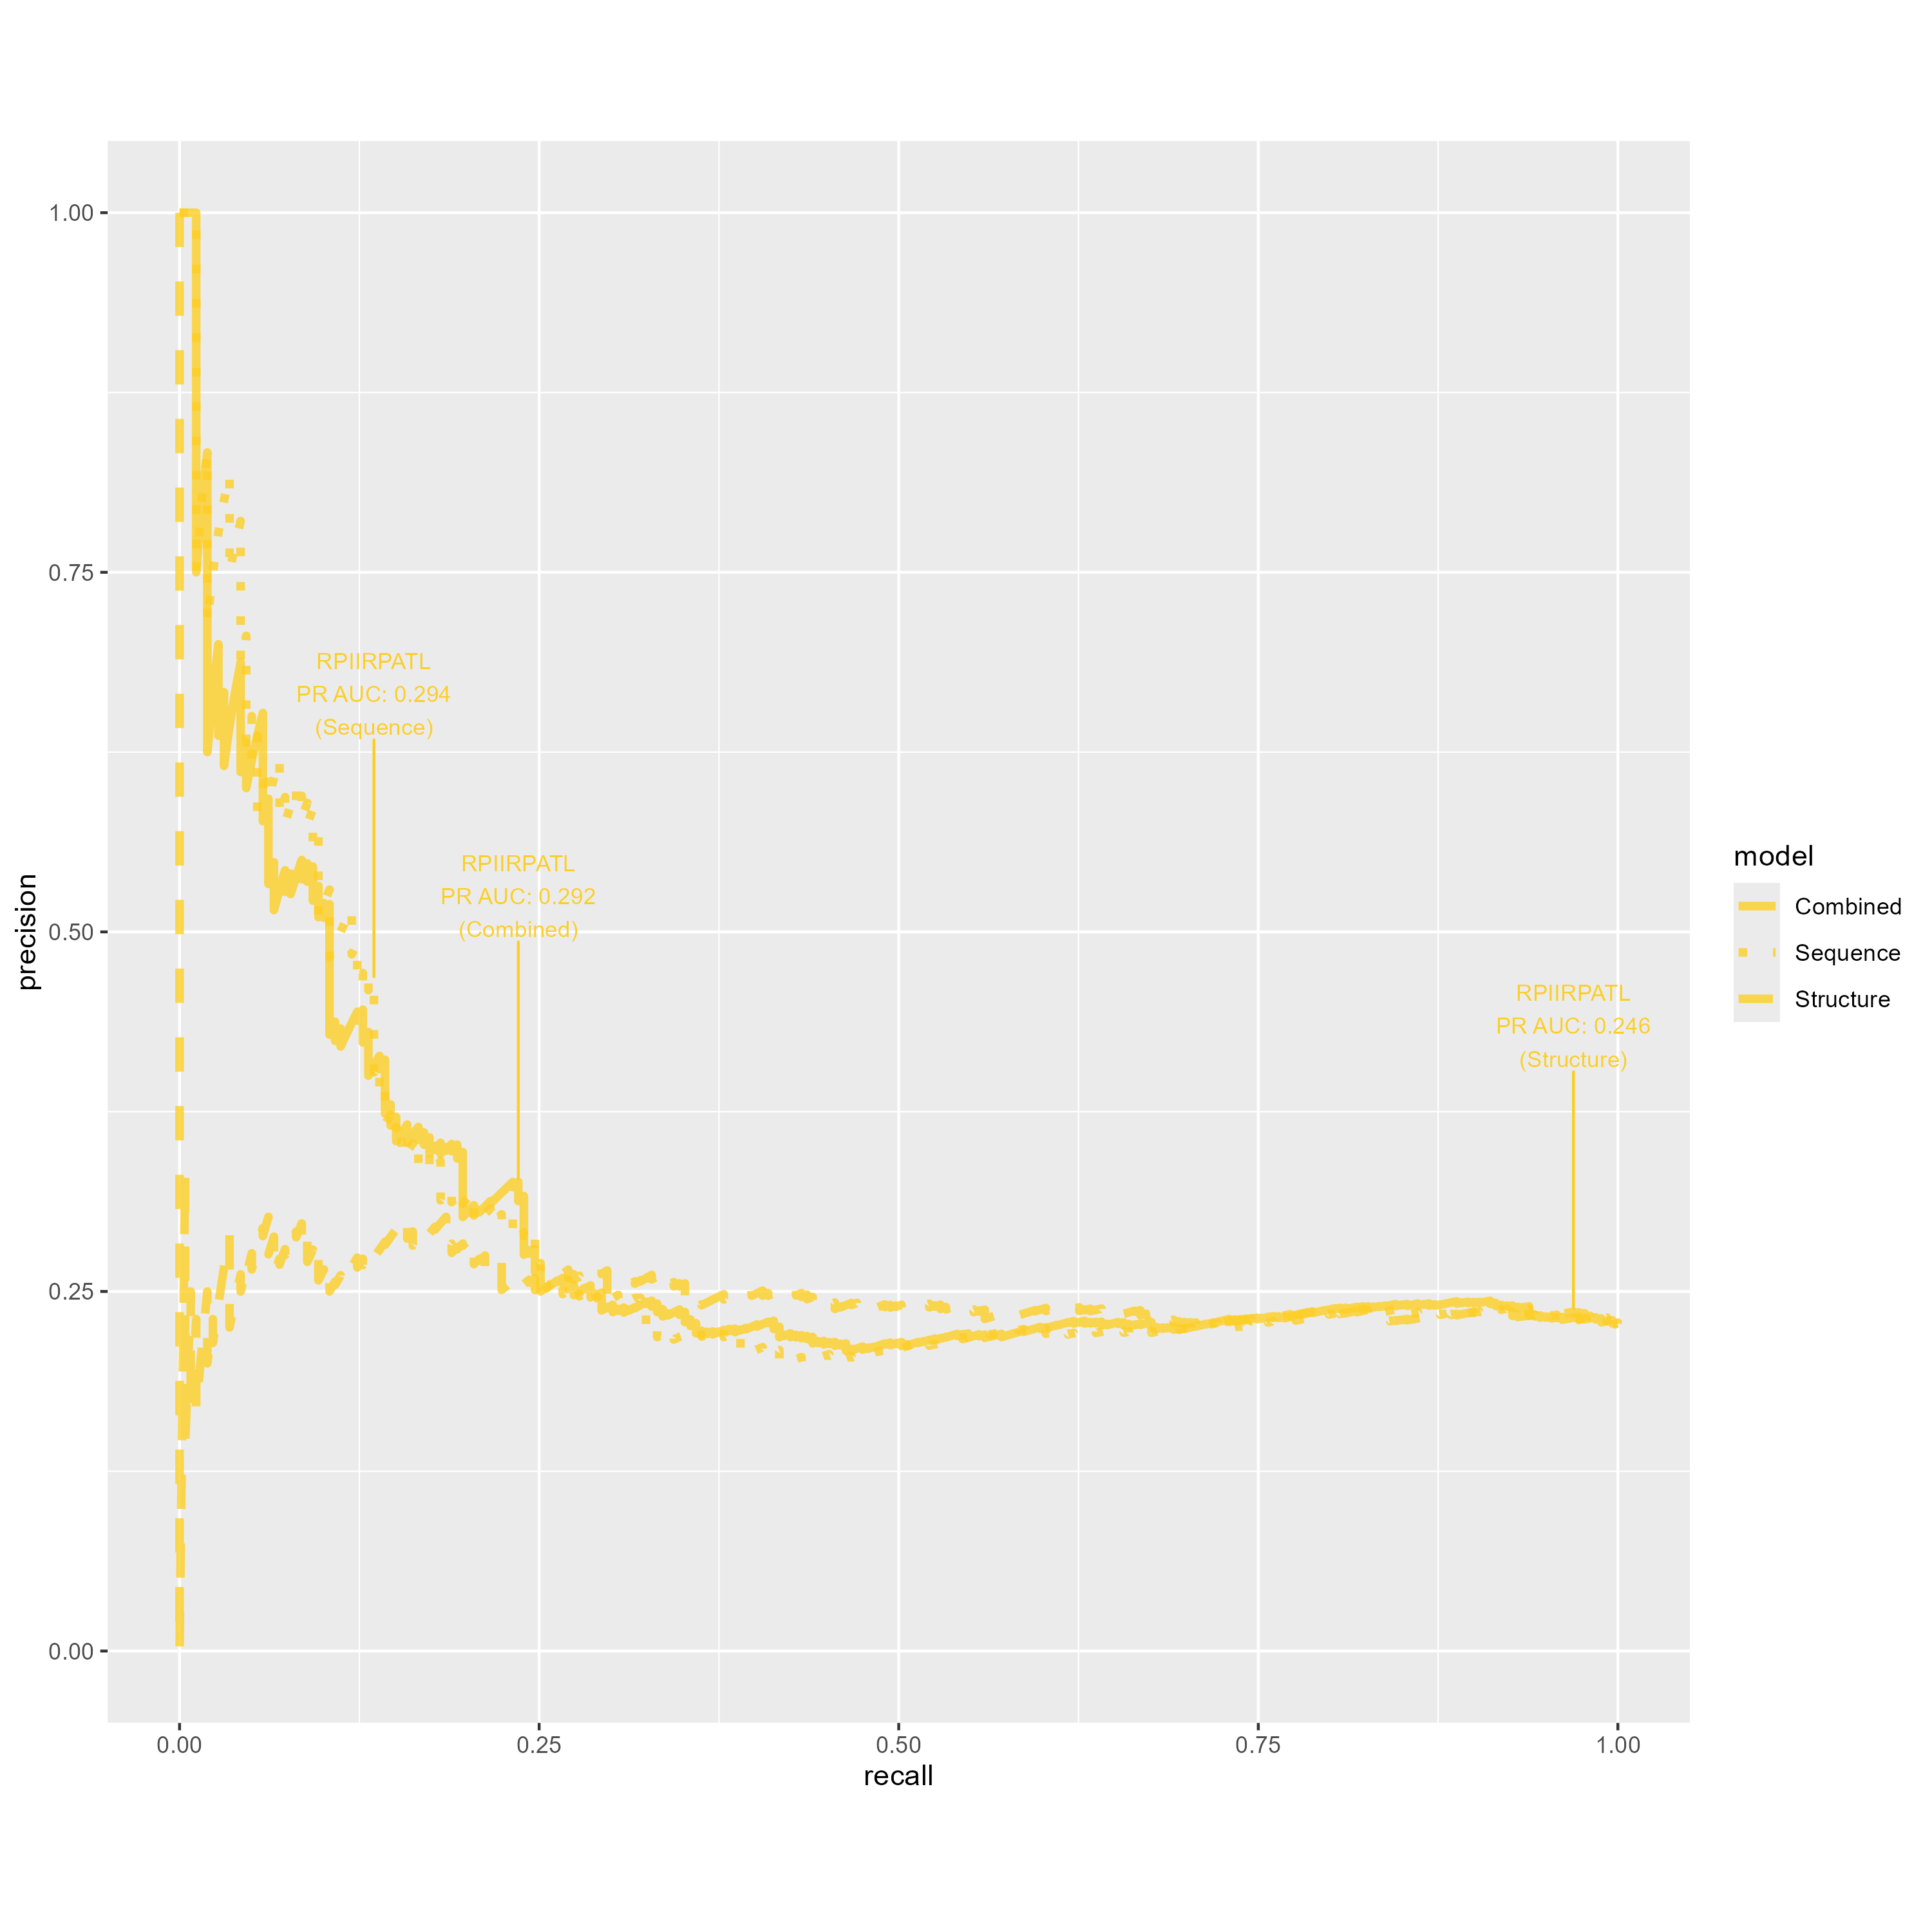 1.00
0.75
0.50
0.25
0.00
precision
RPIIRPATL
PR AUC: 0.294
(Sequence)
RPIIRPATL
PR AUC: 0.292
(Combined)
RPIIRPATL
PR AUC: 0.246
(Structure)
0.00
0.25
0.50
0.75
1.00
recall
model
Combined
Sequence
Structure